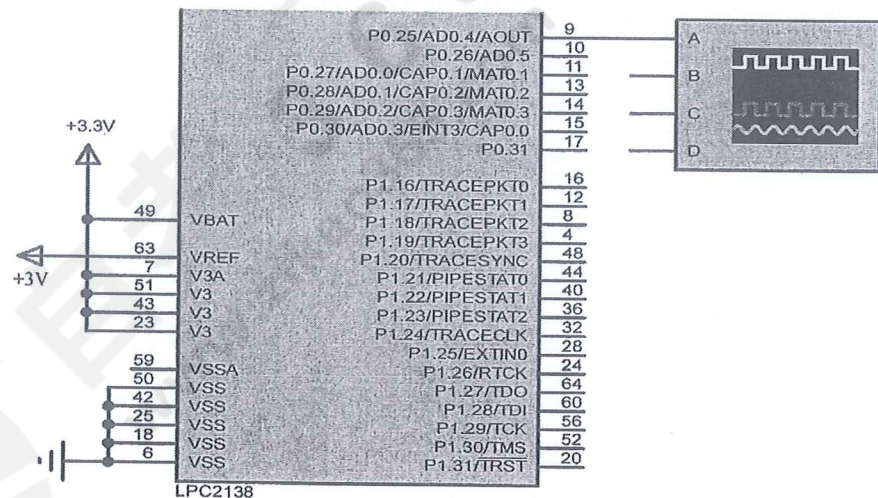 P0.25/AD0.4/AOUT 9
P0.26/AD0.5 10
P0.27/AD0.0/CAP0.1/MAT0.1 11
P0.28/AD0.1/CAP0.2/MAT0.2 13
P0.29/AD0.2/CAP0.3/MAT0.3 14
P0.30/AD0.3/EINT3/CAP0.0 15
P0.31 17
A
B
C
D
+3.3V
+3V
49 VBAT
63 VREF
7 V3A
51 V3
43 V3
23 V3
59 VSSA
50 VSS
42 VSS
25 VSS
18 VSS
6 VSS
P1.16/TRACEPKT0 16
P1.17/TRACEPKT1 12
P1.18/TRACEPKT2 8
P1.19/TRACEPKT3 4
P1.20/TRACESYNC 48
P1.21/PIPESTAT0 44
P1.22/PIPESTAT1 40
P1.23/PIPESTAT2 36
P1.24/TRACECLK 32
P1.25/EXTIN0 28
P1.26/RTCK 24
P1.27/TDO 64
P1.28/TDI 60
P1.29/TCK 56
P1.30/TMS 52
P1.31/TRST 20
LPC2138